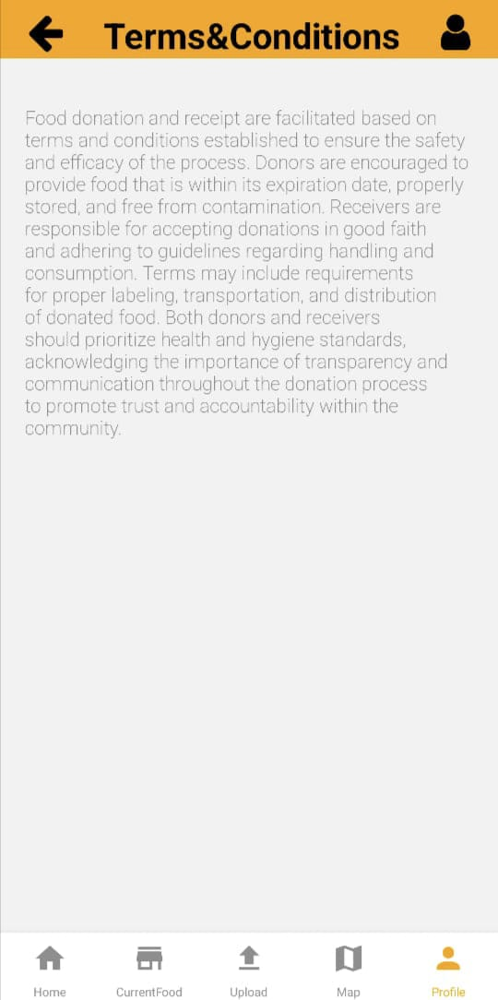 Terms&Conditions
Food donation and receipt are facilitated based on
terms and conditions established to ensure the safety
and efficacy of the process. Donors are encouraged to
provide food that is within its expiration date, properly
stored, and free from contamination. Receivers are
responsible for accepting donations in good faith
and adhering to guidelines regarding handling and
consumption. Terms may include requirements
for proper labeling, transportation, and distribution
of donated food. Both donors and receivers
should prioritize health and hygiene standards,
acknowledging the importance of transparency and
communication throughout the donation process
to promote trust and accountability within the
community.
Home CurrentFood Upload Map Profile